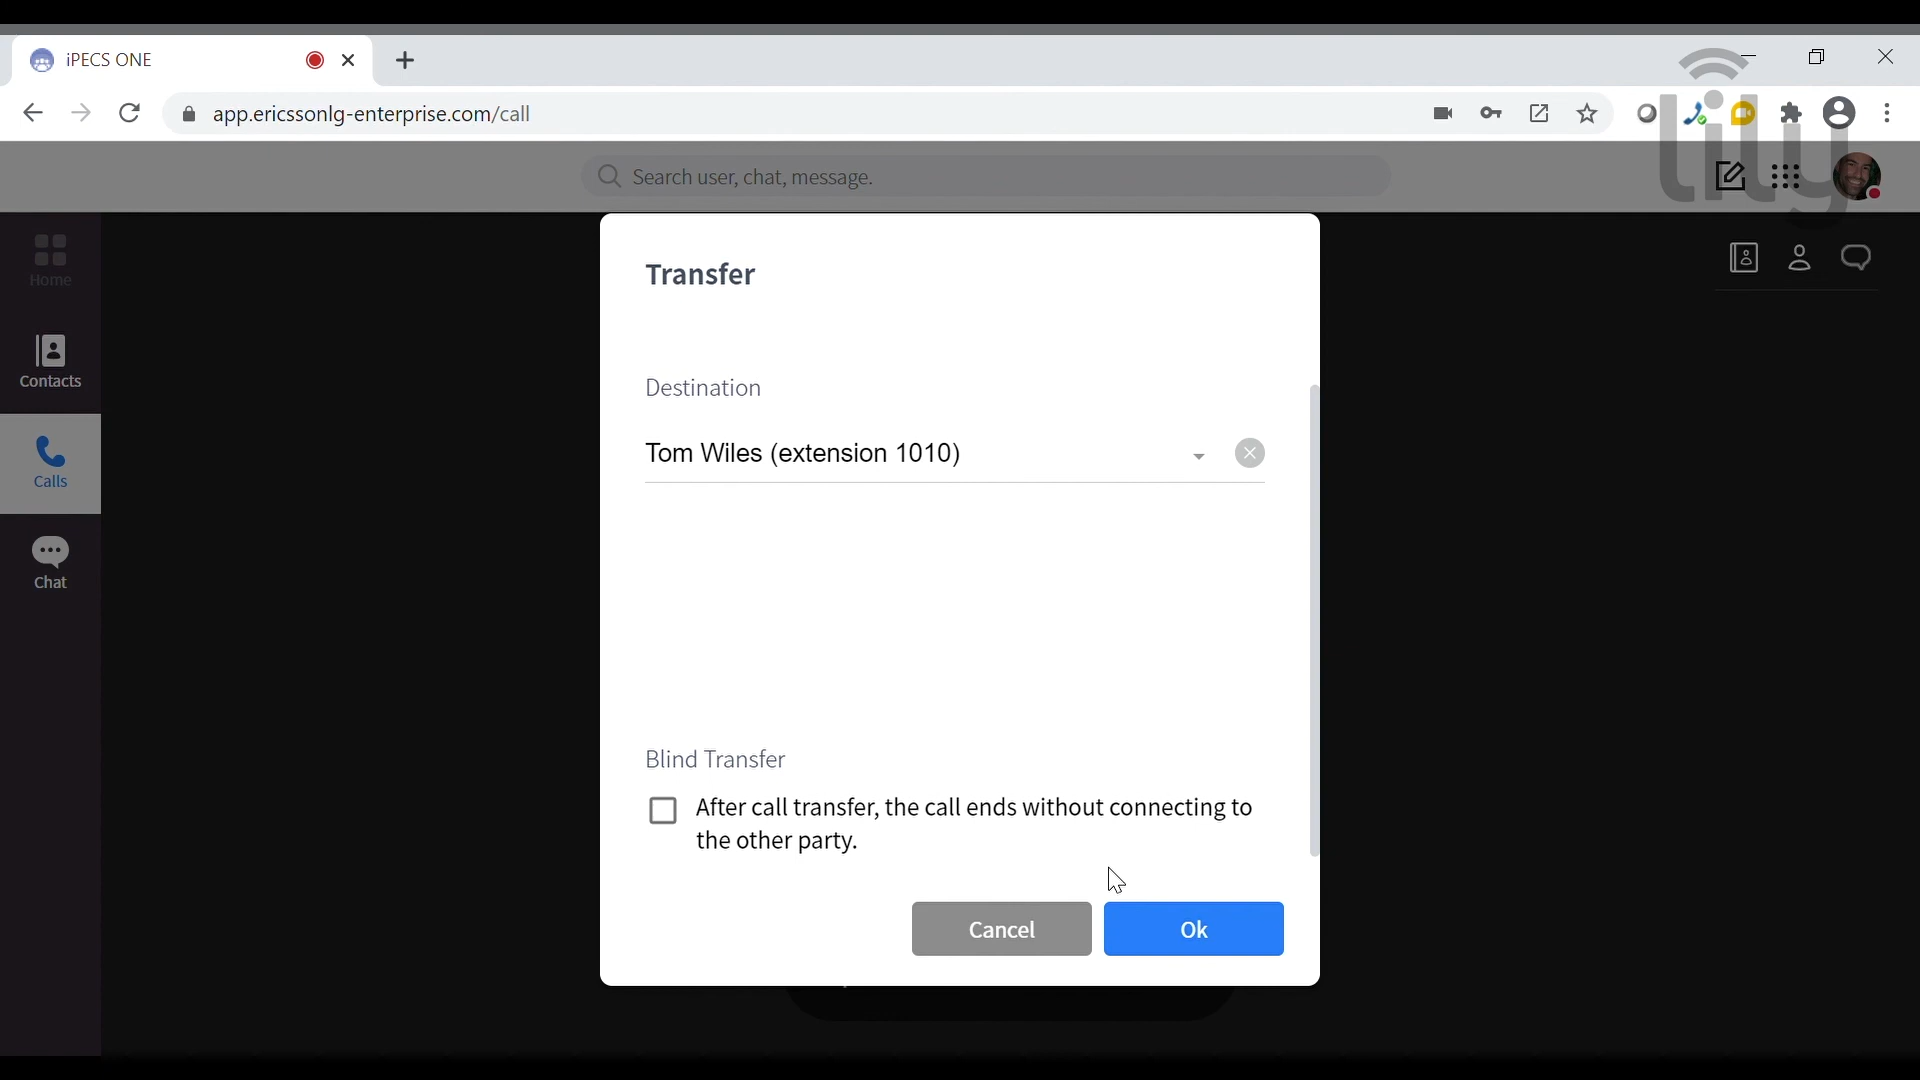 iPECS ONE
app.ericssonlg-enterprise.com/call
lily
Search user, chat, message.
Home
Contacts
Calls
Chat
Transfer
Destination
Tom Wiles (extension 1010)
Blind Transfer
After call transfer, the call ends without connecting to
the other party.
Cancel
Ok